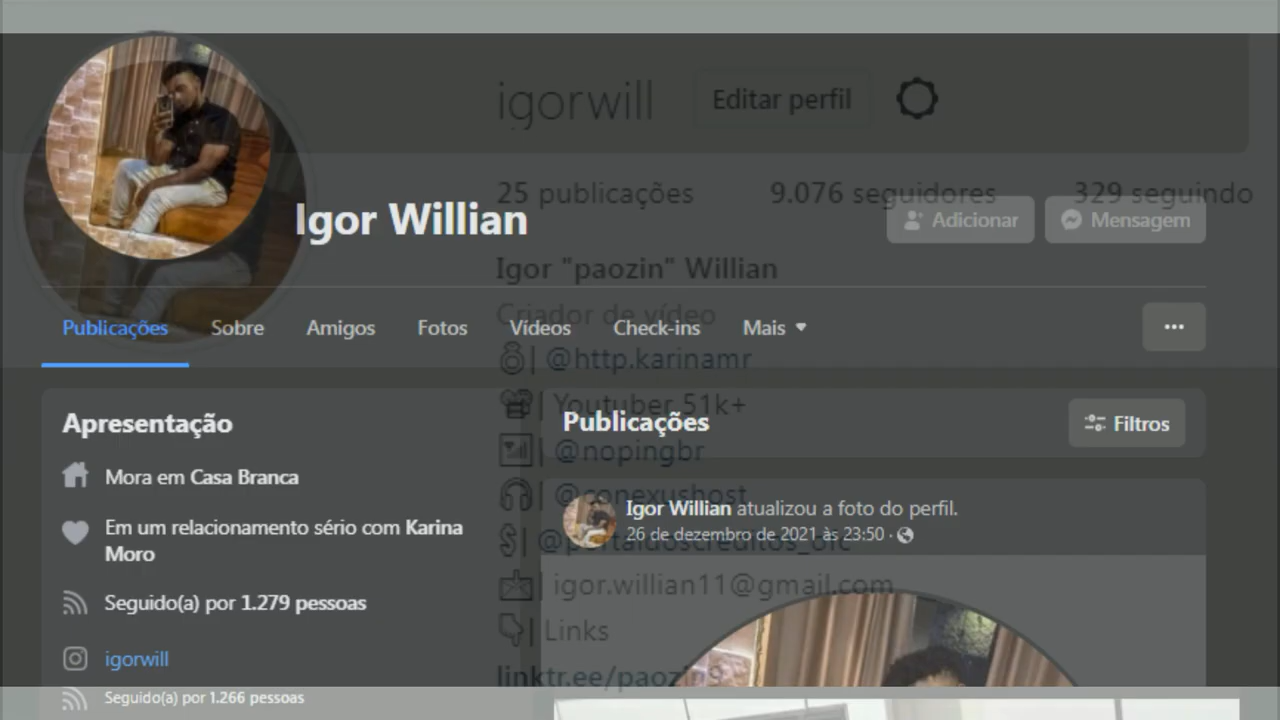 igorwill Editar perfil
25 publicações 9.076 seguidores 329 seguindo
Igor Willian Adicionar Mensagem
Igor "paozin" Willian
Criador de vídeo
Publicações Sobre Amigos Fotos Vídeos Check-ins Mais
| @http.karinamr
| Youtuber 51k+
Apresentação
Publicações Filtros
| @nopingbr
Mora em Casa Branca
| @conexushost
Igor Willian atualizou a foto do perfil.
26 de dezembro de 2021 às 23:50 ·
Em um relacionamento sério com Karina
Moro
| @portaldoscreditos_ofc
| igor.willian11@gmail.com
Seguido(a) por 1.279 pessoas
| Links
igorwill
linktr.ee/paozin
Seguido(a) por 1.266 pessoas